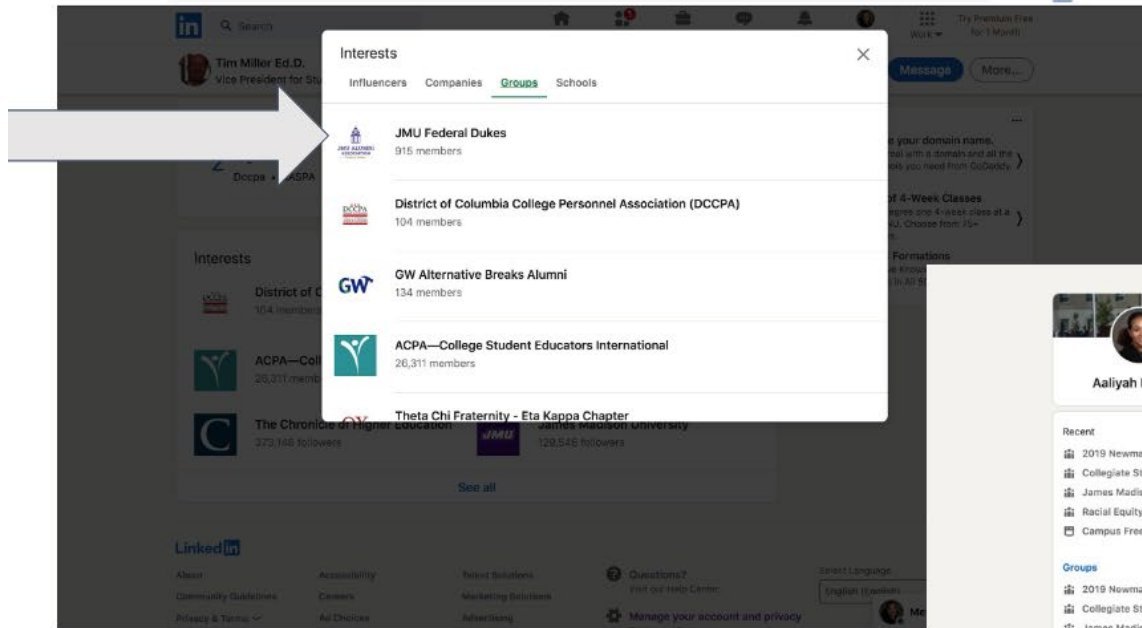 in
Search
Work
Try Premium Free
for 1 Month
Tim Miller Ed.D.
Vice President for Stu
Message
More...
Interests
Influencers Companies Groups Schools
JMU Federal Dukes
915 members
District of Columbia College Personnel Association (DCCPA)
104 members
GW
GW Alternative Breaks Alumni
134 members
ACPA—College Student Educators International
26,311 members
Theta Chi Fraternity - Eta Kappa Chapter
your domain name.
of 4-Week Classes
Formations
Interests
District of C
104 members
ACPA—Coll
26,311 memb
The Chronicle of Higher Education
273,146 followers
JMU
James Madison University
129,546 followers
See all
Linked in
About
Accessibility
Talent Solutions
Questions?
Visit our Help Center.
Select Language
Community Guidelines
Careers
Marketing Solutions
English (English)
Privacy & Terms
Ad Choices
Advertising
Manage your account and privacy
Me
Aaliyah
Recent
2019 Newma
Collegiate St
James Madis
Racial Equity
Campus Free
Groups
2019 Newma
Collegiate St
James Madis